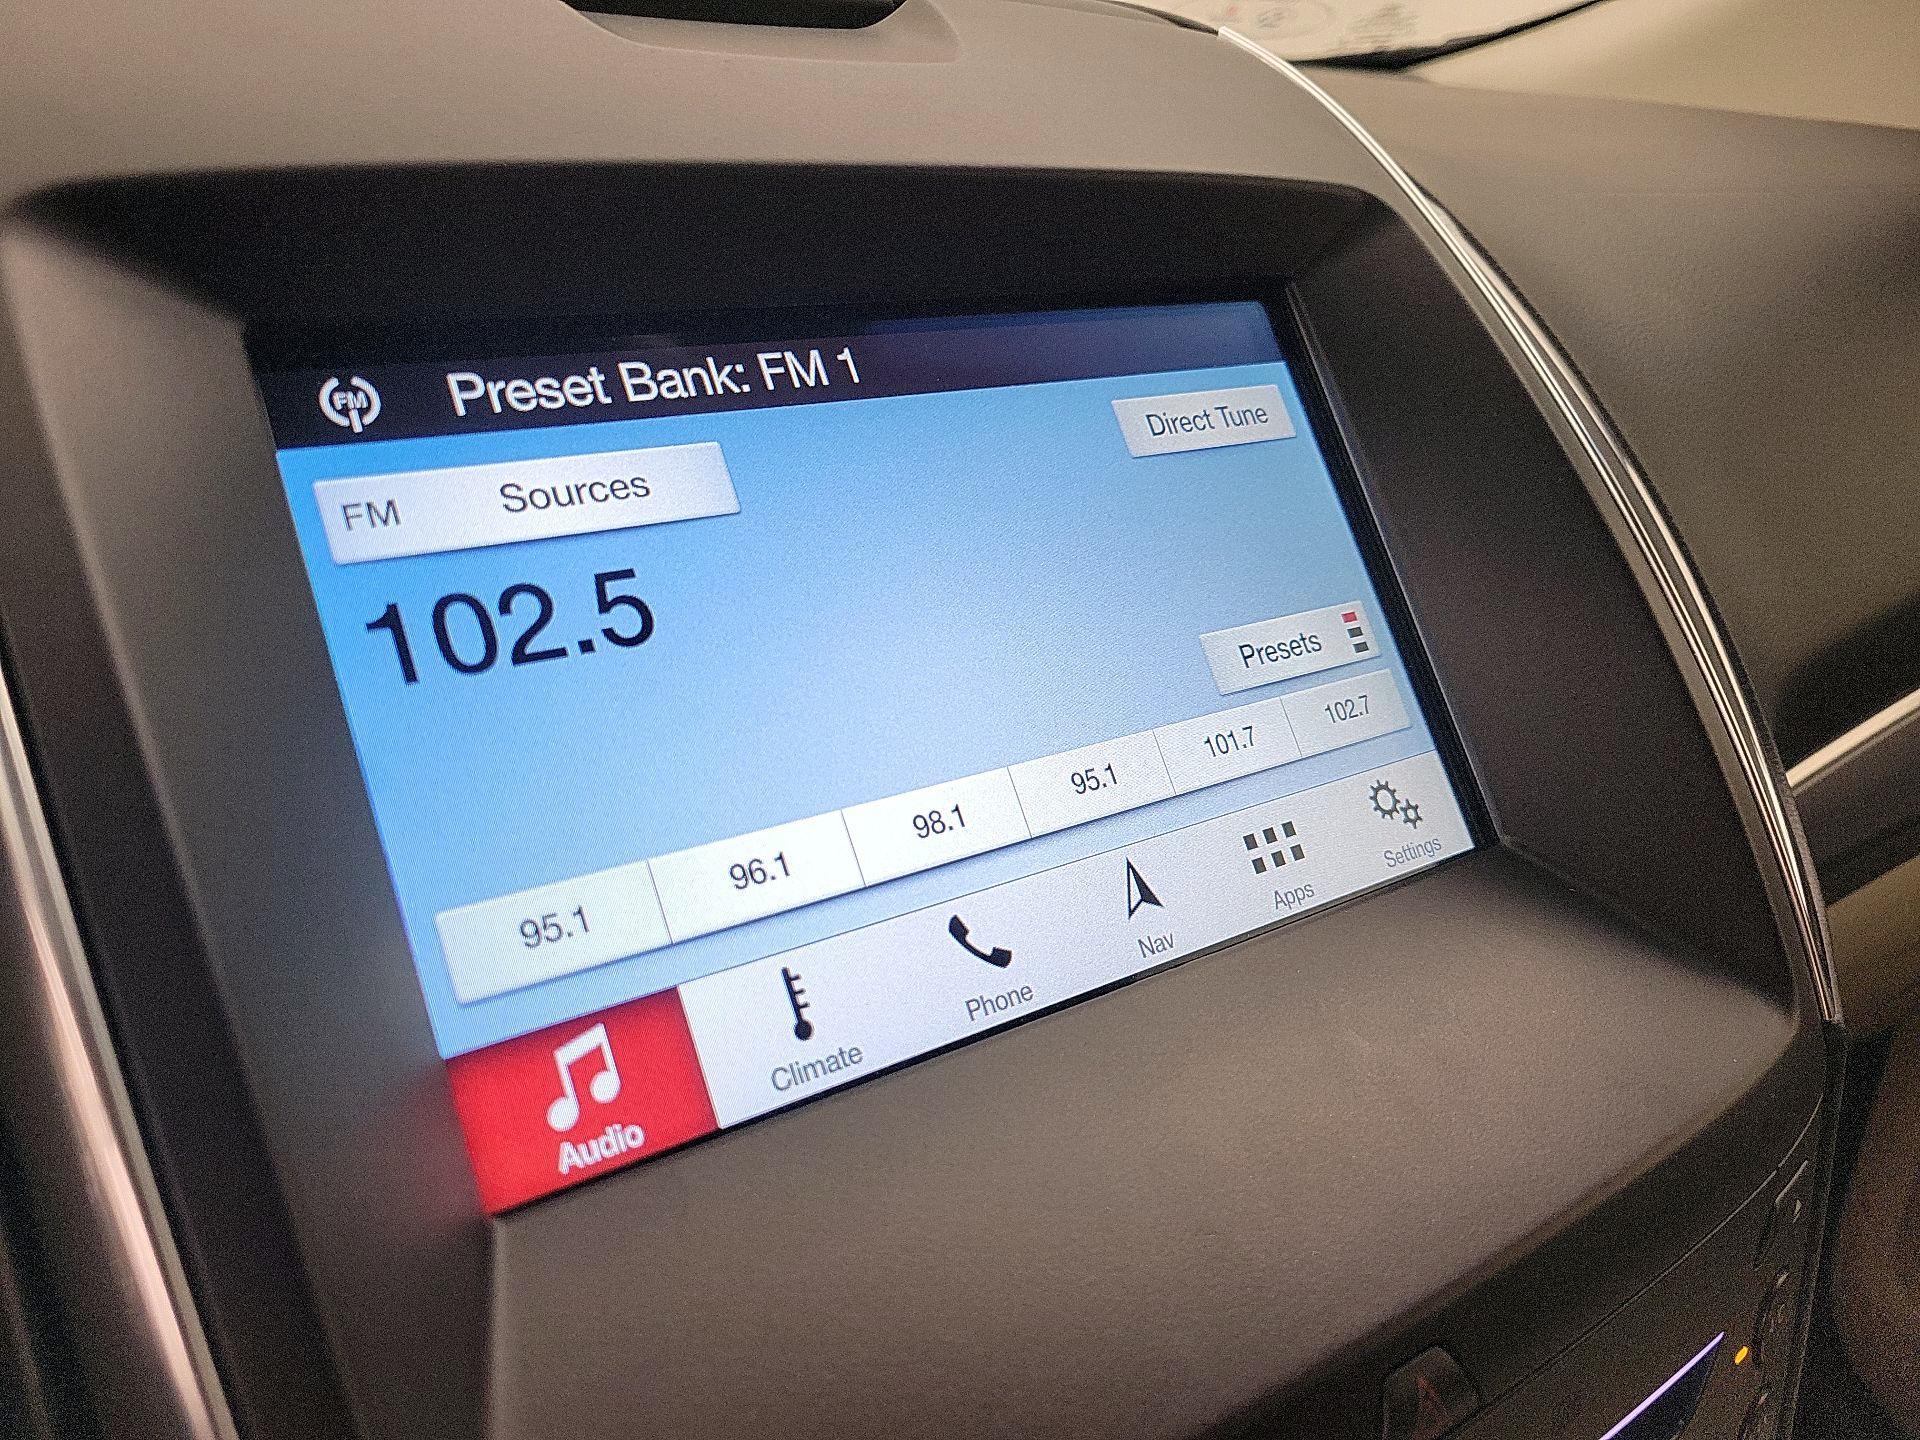 FM
Preset Bank: FM 1
FM Sources
Direct Tune
102.5
Presets
95.1 96.1 98.1 95.1 101.7 102.7
Audio Climate Phone Nav Apps Settings